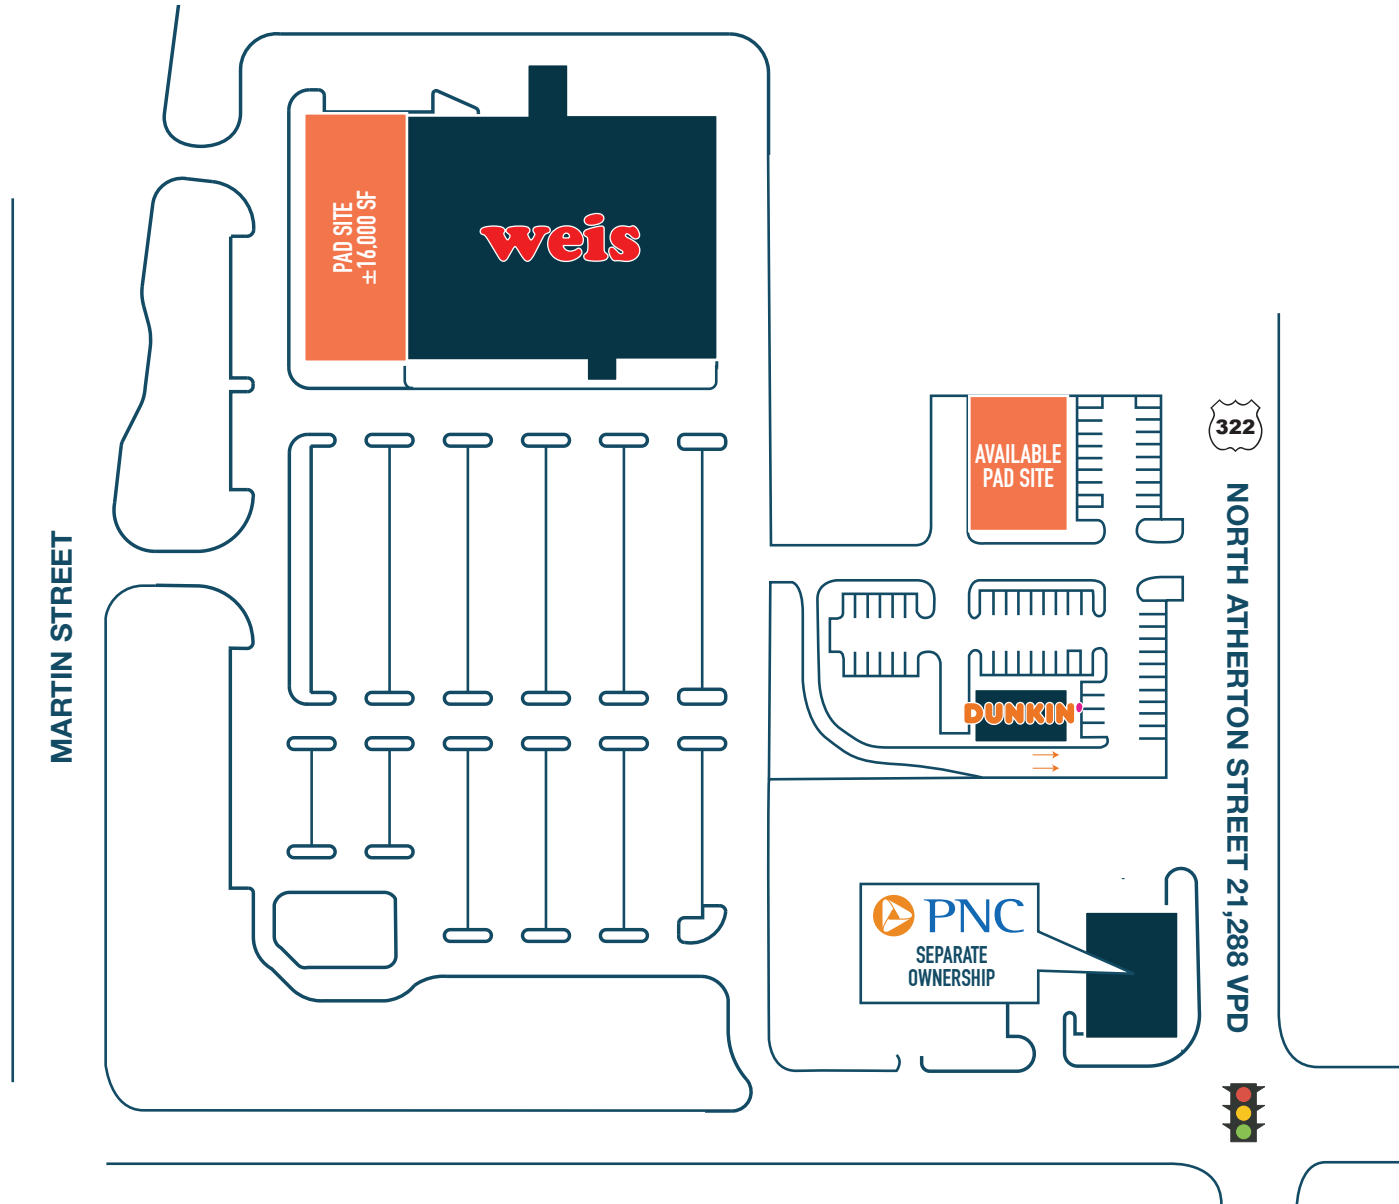 weis
PAD SITE
±16,000 SF
AVAILABLE
PAD SITE
322
MARTIN STREET
NORTH ATHERTON STREET 21,288 VPD
DUNKIN'
PNC
SEPARATE
OWNERSHIP